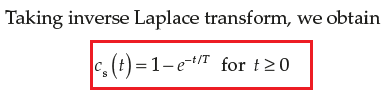 Taking inverse Laplace transform, we obtain
cₛ(t) = 1 – e^{–t/T} for t ≥ 0